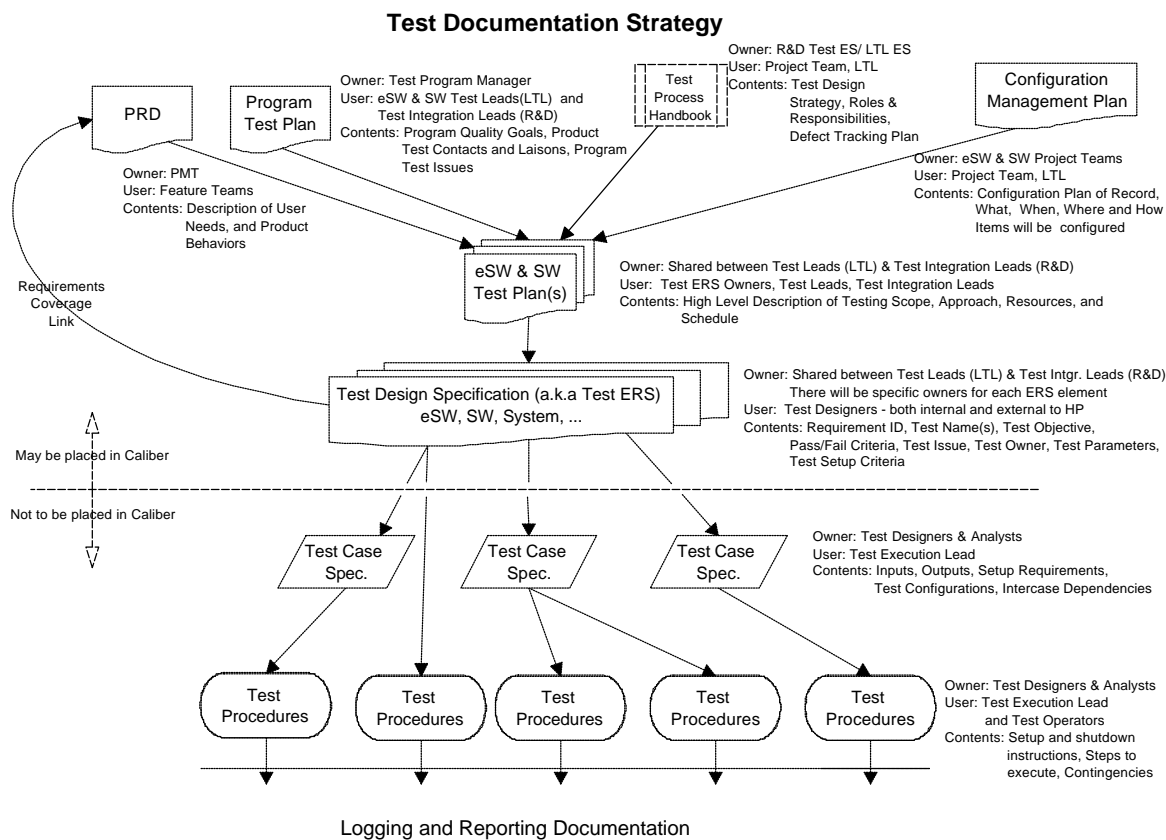 Test Documentation Strategy
PRD
Program
Test Plan
Owner: Test Program Manager
User: eSW & SW Test Leads(LTL) and
Test Integration Leads (R&D)
Contents: Program Quality Goals, Product
Test Contacts and Laisons, Program
Test Issues
Test
Process
Handbook
Owner: R&D Test ES/ LTL ES
User: Project Team, LTL
Contents: Test Design
Strategy, Roles &
Responsibilities,
Defect Tracking Plan
Configuration
Management Plan
Owner: PMT
User: Feature Teams
Contents: Description of User
Needs, and Product
Behaviors
Owner: eSW & SW Project Teams
User: Project Team, LTL
Contents: Configuration Plan of Record,
What, When, Where and How
Items will be configured
Requirements
Coverage
Link
eSW & SW
Test Plan(s)
Owner: Shared between Test Leads (LTL) & Test Integration Leads (R&D)
User: Test ERS Owners, Test Leads, Test Integration Leads
Contents: High Level Description of Testing Scope, Approach, Resources, and
Schedule
Test Design Specification (a.k.a Test ERS)
eSW, SW, System, ...
Owner: Shared between Test Leads (LTL) & Test Intgr. Leads (R&D)
There will be specific owners for each ERS element
User: Test Designers - both internal and external to HP
Contents: Requirement ID, Test Name(s), Test Objective,
Pass/Fail Criteria, Test Issue, Test Owner, Test Parameters,
Test Setup Criteria
May be placed in Caliber
Not to be placed in Caliber
Test Case
Spec.
Test Case
Spec.
Test Case
Spec.
Owner: Test Designers & Analysts
User: Test Execution Lead
Contents: Inputs, Outputs, Setup Requirements,
Test Configurations, Intercase Dependencies
Test
Procedures
Test
Procedures
Test
Procedures
Test
Procedures
Test
Procedures
Owner: Test Designers & Analysts
User: Test Execution Lead
and Test Operators
Contents: Setup and shutdown
instructions, Steps to
execute, Contingencies
Logging and Reporting Documentation